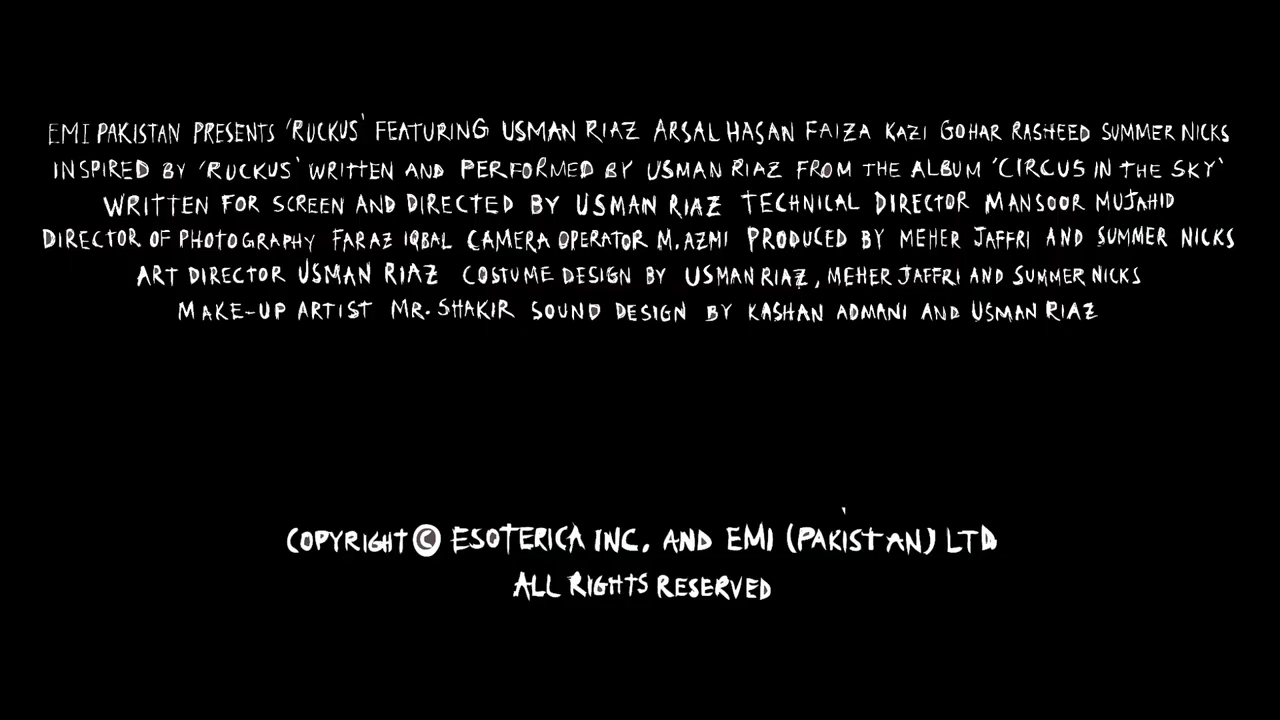 EMI PAKISTAN PRESENTS 'RUCKUS' FEATURING USMAN RIAZ ARSAL HASAN FAIZA KAZI GOHAR RASHEED SUMMER NICKS
INSPIRED BY 'RUCKUS' WRITTEN AND PERFORMED BY USMAN RIAZ FROM THE ALBUM 'CIRCUS IN THE SKY'
WRITTEN FOR SCREEN AND DIRECTED BY USMAN RIAZ TECHNICAL DIRECTOR MANSOOR MUJAHID
DIRECTOR OF PHOTOGRAPHY FARAZ IQBAL CAMERA OPERATOR M. AZMI PRODUCED BY MEHER JAFFRI AND SUMMER NICKS
ART DIRECTOR USMAN RIAZ COSTUME DESIGN BY USMAN RIAZ, MEHER JAFFRI AND SUMMER NICKS
MAKE-UP ARTIST MR. SHAKIR SOUND DESIGN BY KASHAN ADMANI AND USMAN RIAZ
COPYRIGHT © ESOTERICA INC. AND EMI (PAKISTAN) LTD
ALL RIGHTS RESERVED